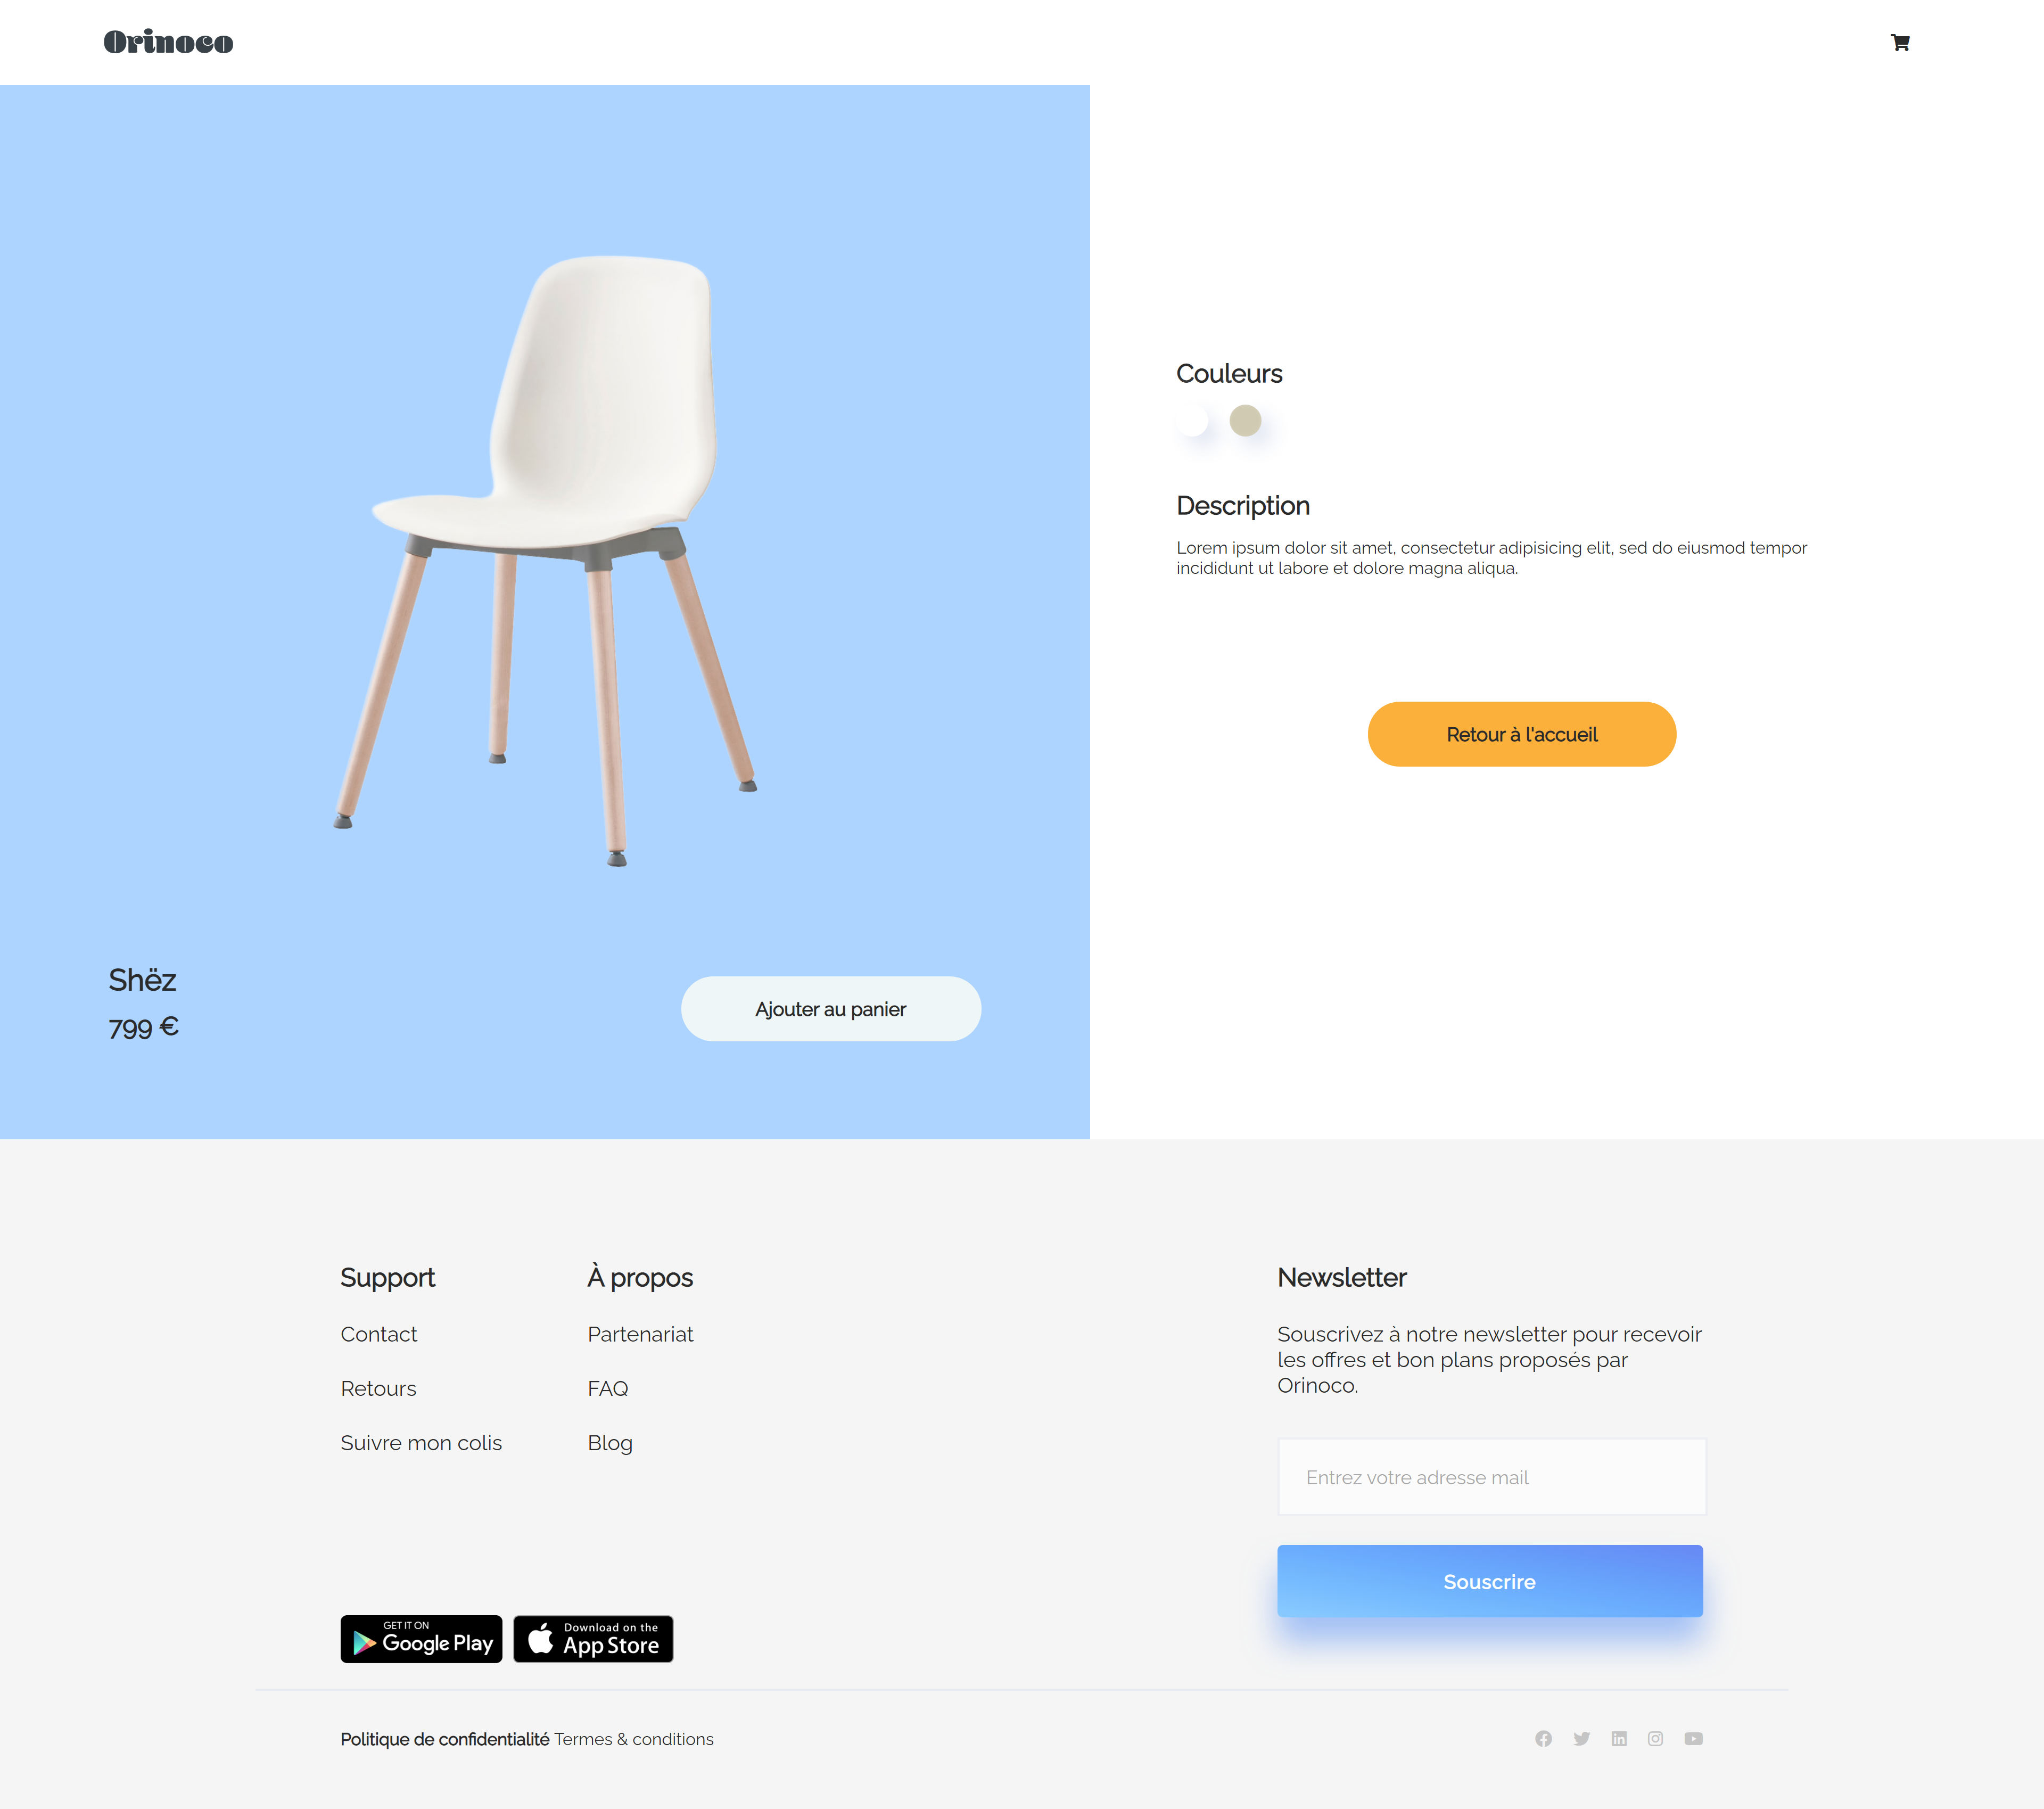 Orinoco
Couleurs
Description
Lorem ipsum dolor sit amet, consectetur adipisicing elit, sed do eiusmod tempor
incididunt ut labore et dolore magna aliqua.
Retour à l'accueil
Shëz
799 €
Ajouter au panier
Support
Contact
Retours
Suivre mon colis
À propos
Partenariat
FAQ
Blog
Newsletter
Souscrivez à notre newsletter pour recevoir
les offres et bon plans proposés par
Orinoco.
Entrez votre adresse mail
Souscrire
GET IT ON
Google Play
Download on the
App Store
Politique de confidentialité Termes & conditions